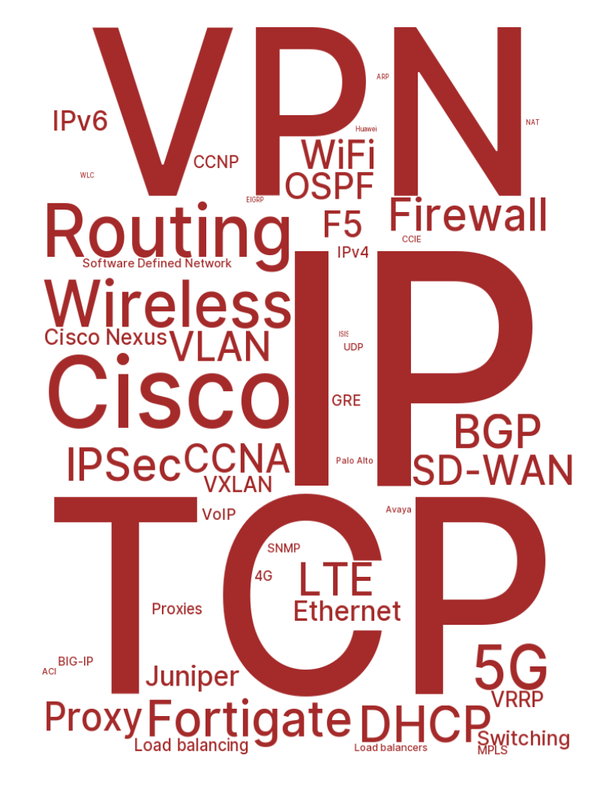 VPN
ARP
IPv6
Huawei
NAT
CCNP
WiFi
WLC
OSPF
EIGRP
Routing
F5
Firewall
CCIE
IPv4
Software Defined Network
IP
Wireless
ISIS
Cisco Nexus
VLAN
UDP
Cisco
GRE
BGP
IPSec
CCNA
Palo Alto
SD-WAN
VXLAN
TCP
VoIP
Avaya
SNMP
4G
LTE
Proxies
Ethernet
BIG-IP
ACI
Juniper
5G
VRRP
Proxy
Fortigate
DHCP
Switching
Load balancing
Load balancers
MPLS